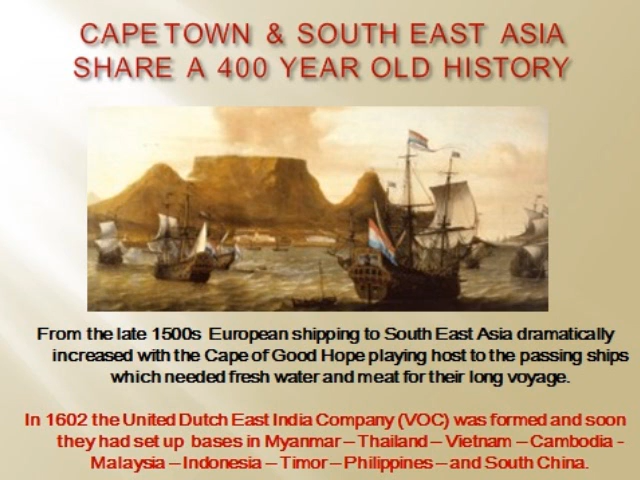 CAPE TOWN & SOUTH EAST ASIA
SHARE A 400 YEAR OLD HISTORY
From the late 1500s European shipping to South East Asia dramatically
increased with the Cape of Good Hope playing host to the passing ships
which needed fresh water and meat for their long voyage.
In 1602 the United Dutch East India Company (VOC) was formed and soon
they had set up bases in Myanmar – Thailand – Vietnam – Cambodia -
Malaysia – Indonesia – Timor – Philippines – and South China.